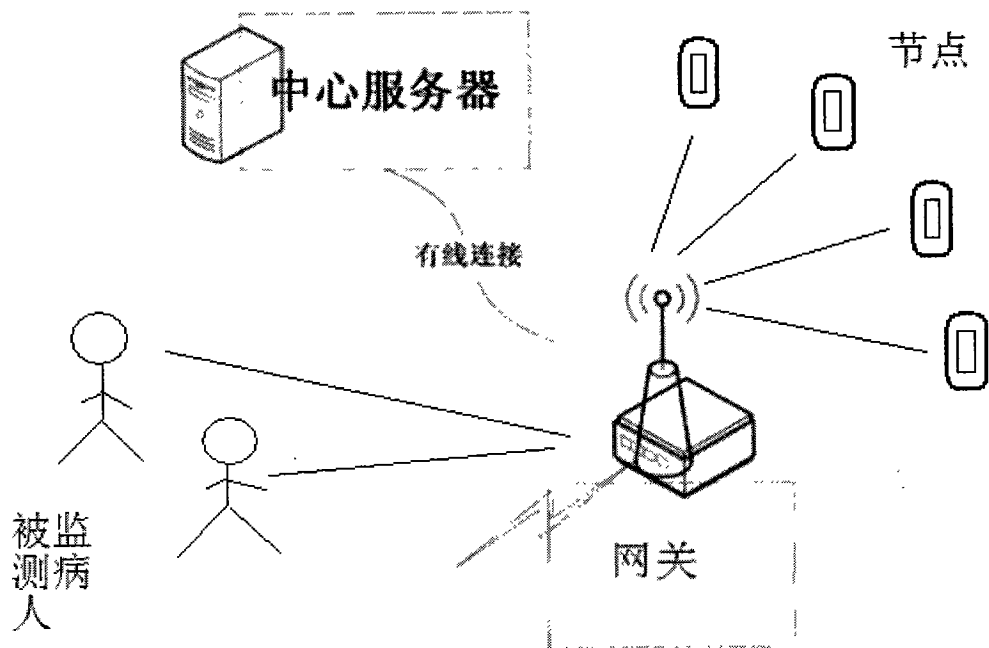 中心服务器
节点
有线连接
被监
测病
人
网关